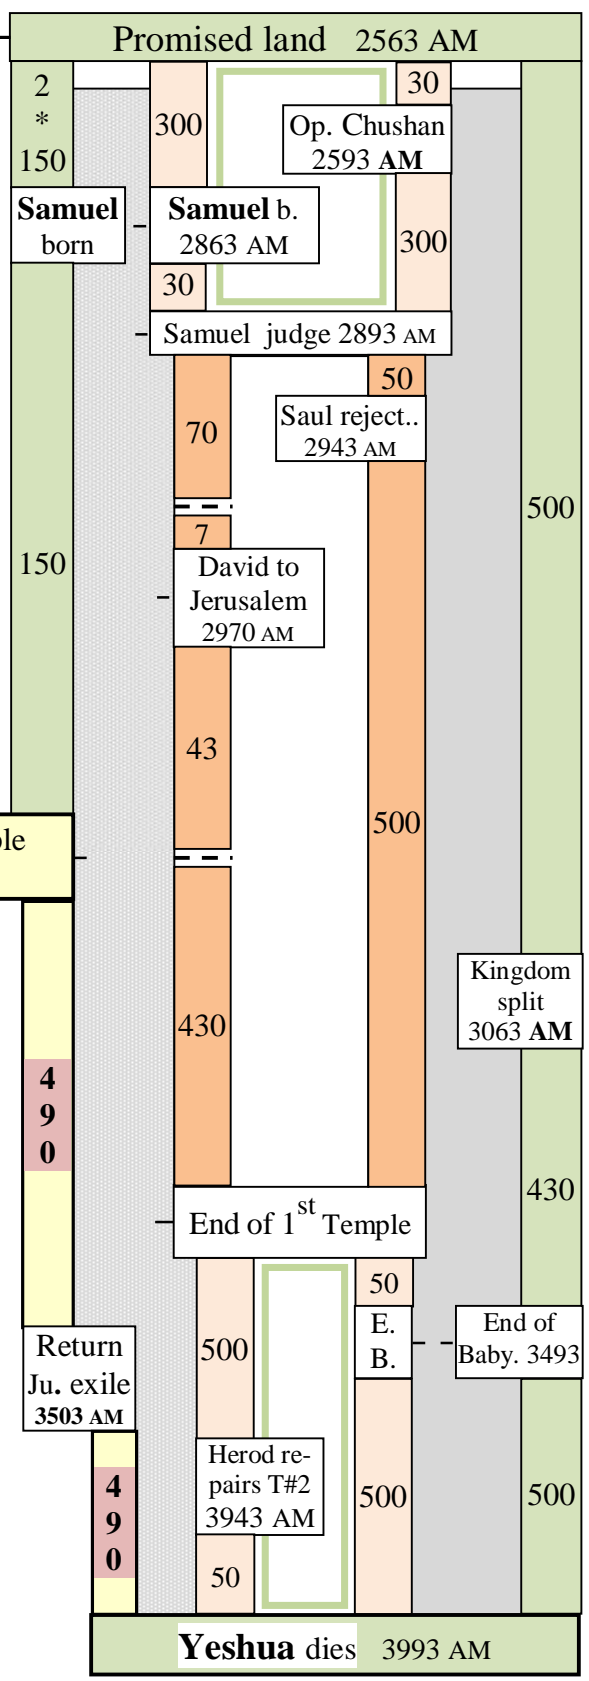 Promised land 2563 AM
2
*
150
300
30
Op. Chushan
2593 AM
Samuel
born
Samuel b.
2863 AM
300
30
Samuel judge 2893 AM
50
70
Saul reject..
2943 AM
500
7
150
David to
Jerusalem
2970 AM
43
500
ple
Kingdom
split
3063 AM
430
4
9
0
430
End of 1st Temple
50
500
E.
B.
End of
Baby. 3493
Return
Ju. exile
3503 AM
Herod re-
pairs T#2
3943 AM
500
500
4
9
0
50
Yeshua dies 3993 AM